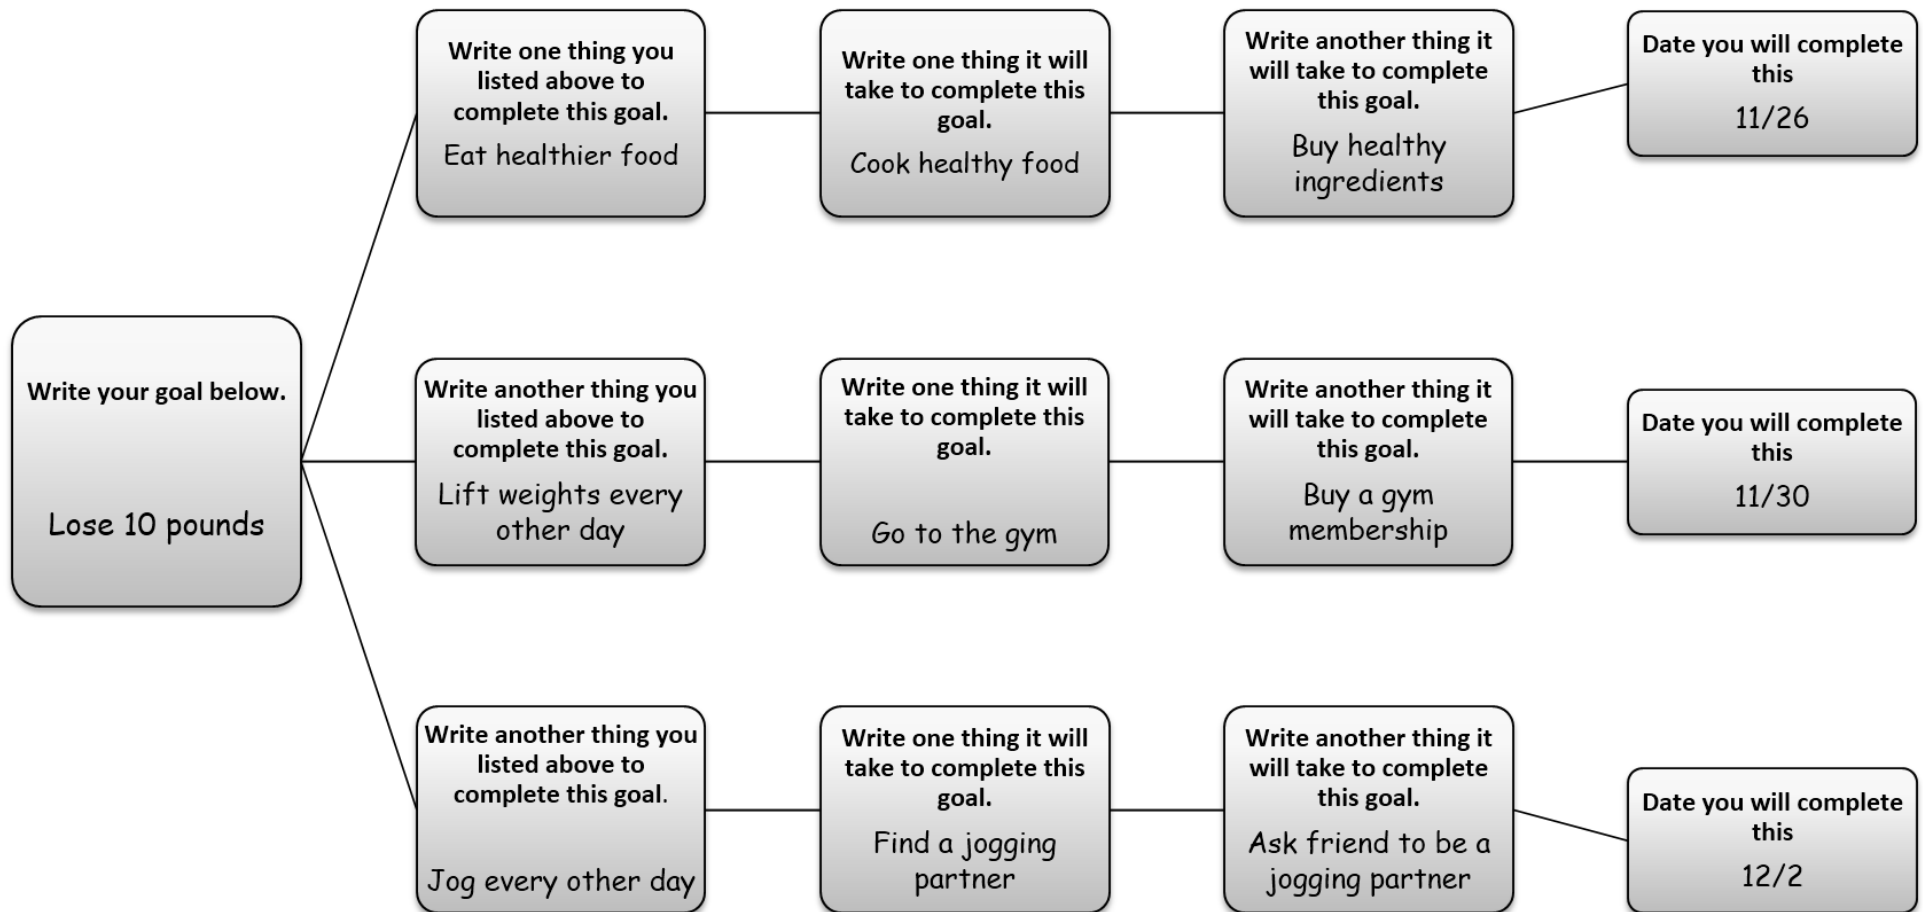 Write your goal below.
Lose 10 pounds
Write one thing you
listed above to
complete this goal.
Eat healthier food
Write one thing it will
take to complete this
goal.
Cook healthy food
Write another thing it
will take to complete
this goal.
Buy healthy
ingredients
Date you will complete
this
11/26
Write another thing you
listed above to
complete this goal.
Lift weights every
other day
Write one thing it will
take to complete this
goal.
Go to the gym
Write another thing it
will take to complete
this goal.
Buy a gym
membership
Date you will complete
this
11/30
Write another thing you
listed above to
complete this goal.
Jog every other day
Write one thing it will
take to complete this
goal.
Find a jogging
partner
Write another thing it
will take to complete
this goal.
Ask friend to be a
jogging partner
Date you will complete
this
12/2